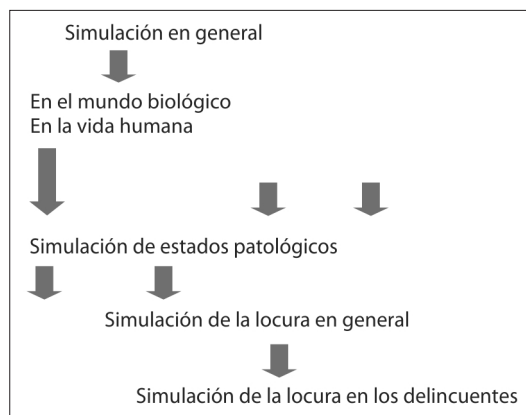 Simulación en general
En el mundo biológico
En la vida humana
Simulación de estados patológicos
Simulación de la locura en general
Simulación de la locura en los delincuentes